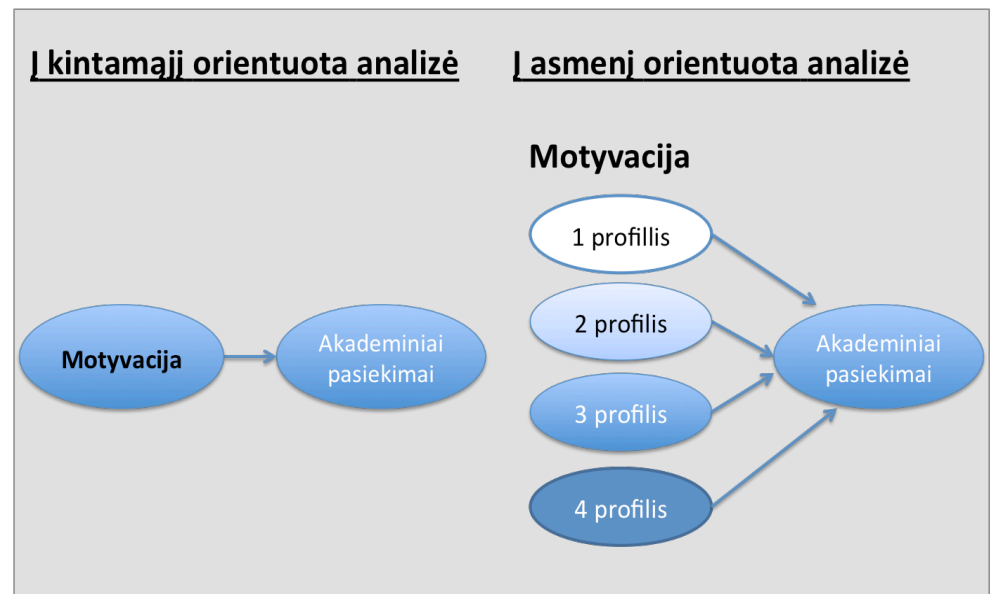 Į kintamąjį orientuota analizė
Motyvacija
Akademiniai
pasiekimai
Į asmenį orientuota analizė
Motyvacija
1 profillis
2 profilis
3 profilis
4 profilis
Akademiniai
pasiekimai